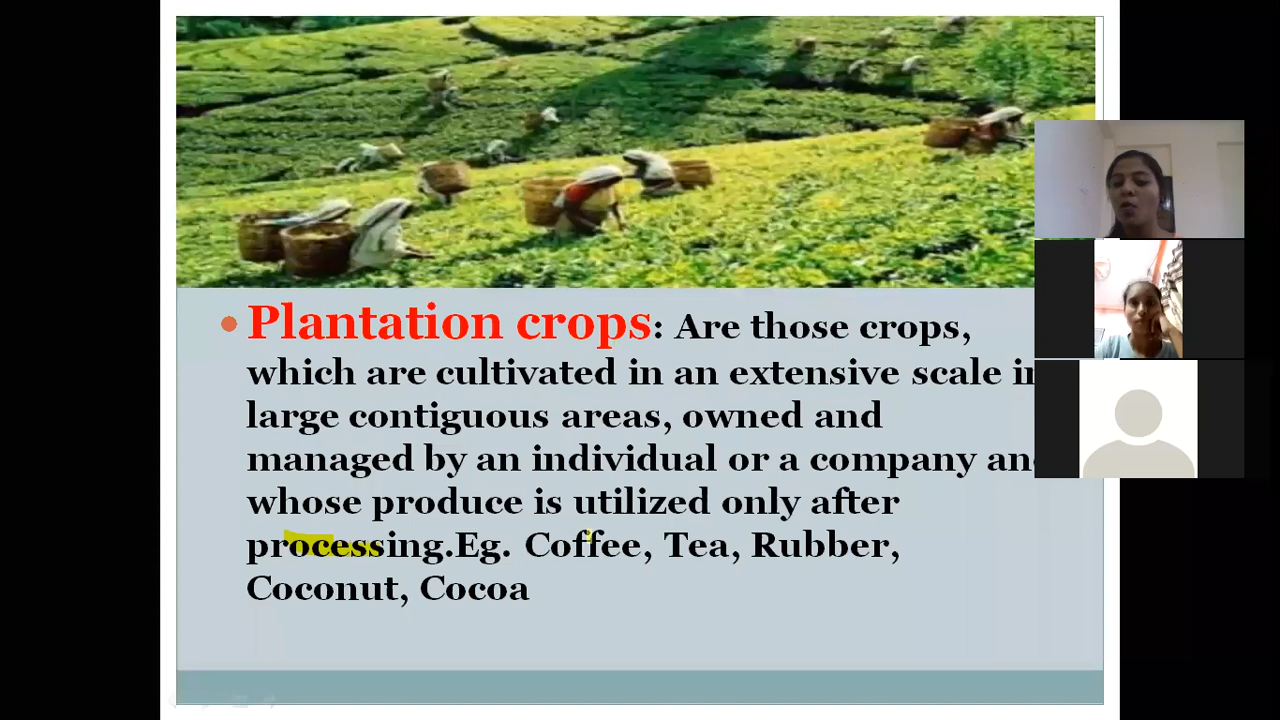 Plantation crops: Are those crops,
which are cultivated in an extensive scale in
large contiguous areas, owned and
managed by an individual or a company and
whose produce is utilized only after
processing.Eg. Coffee, Tea, Rubber,
Coconut, Cocoa